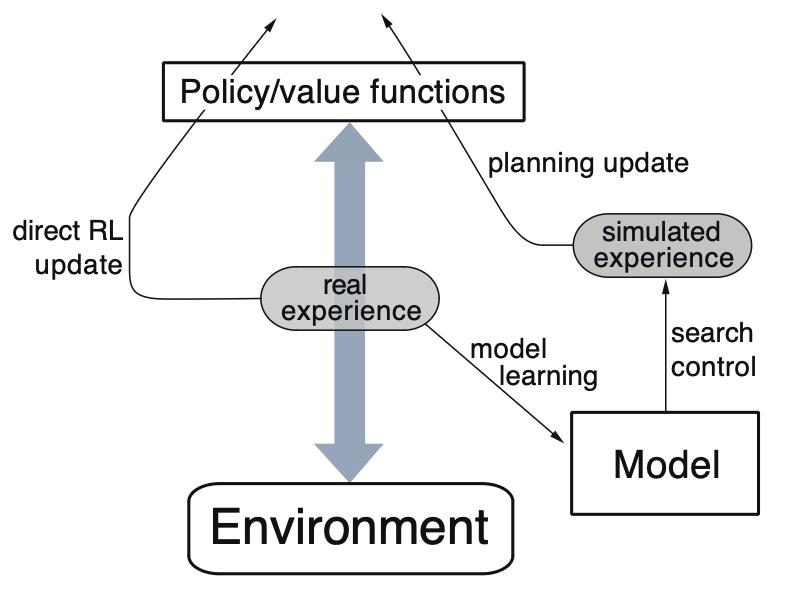 Policy/value functions
planning update
direct RL
update
simulated
experience
real
experience
model
learning
search
control
Model
Environment